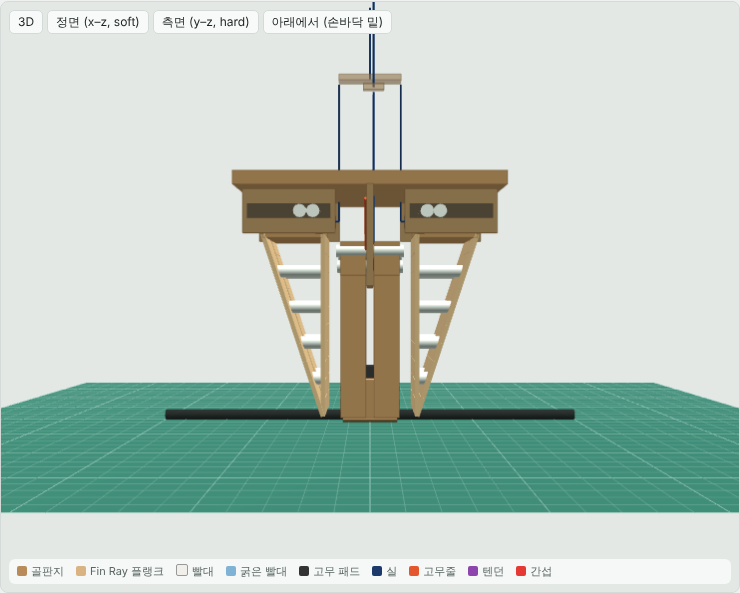 3D 정면 (x–z, soft) 측면 (y–z, hard) 아래에서 (손바닥 밑)
골판지 Fin Ray 플랭크 빨대 굵은 빨대 고무 패드 실 고무줄 텐던 간섭